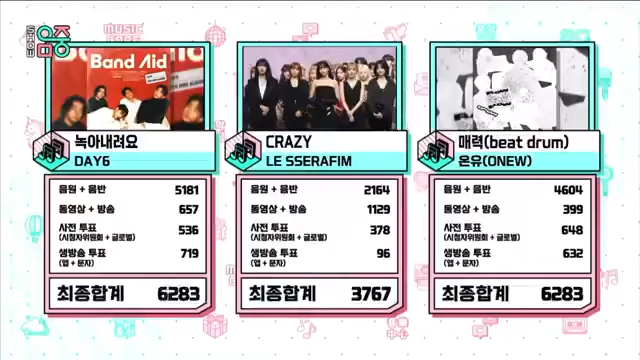 SHOW
음중
MUSIC
CORE
Band Aid
녹아내려요
DAY6
음원 + 음반 5181
동영상 + 방송 657
사전 투표 536
(시청자위원회 + 글로벌)
생방송 투표 719
(앱 + 문자)
최종합계 6283
CRAZY
LE SSERAFIM
음원 + 음반 2164
동영상 + 방송 1129
사전 투표 378
(시청자위원회 + 글로벌)
생방송 투표 96
(앱 + 문자)
최종합계 3767
매력(beat drum)
온유(ONEW)
음원 + 음반 4604
동영상 + 방송 399
사전 투표 648
(시청자위원회 + 글로벌)
생방송 투표 632
(앱 + 문자)
최종합계 6283